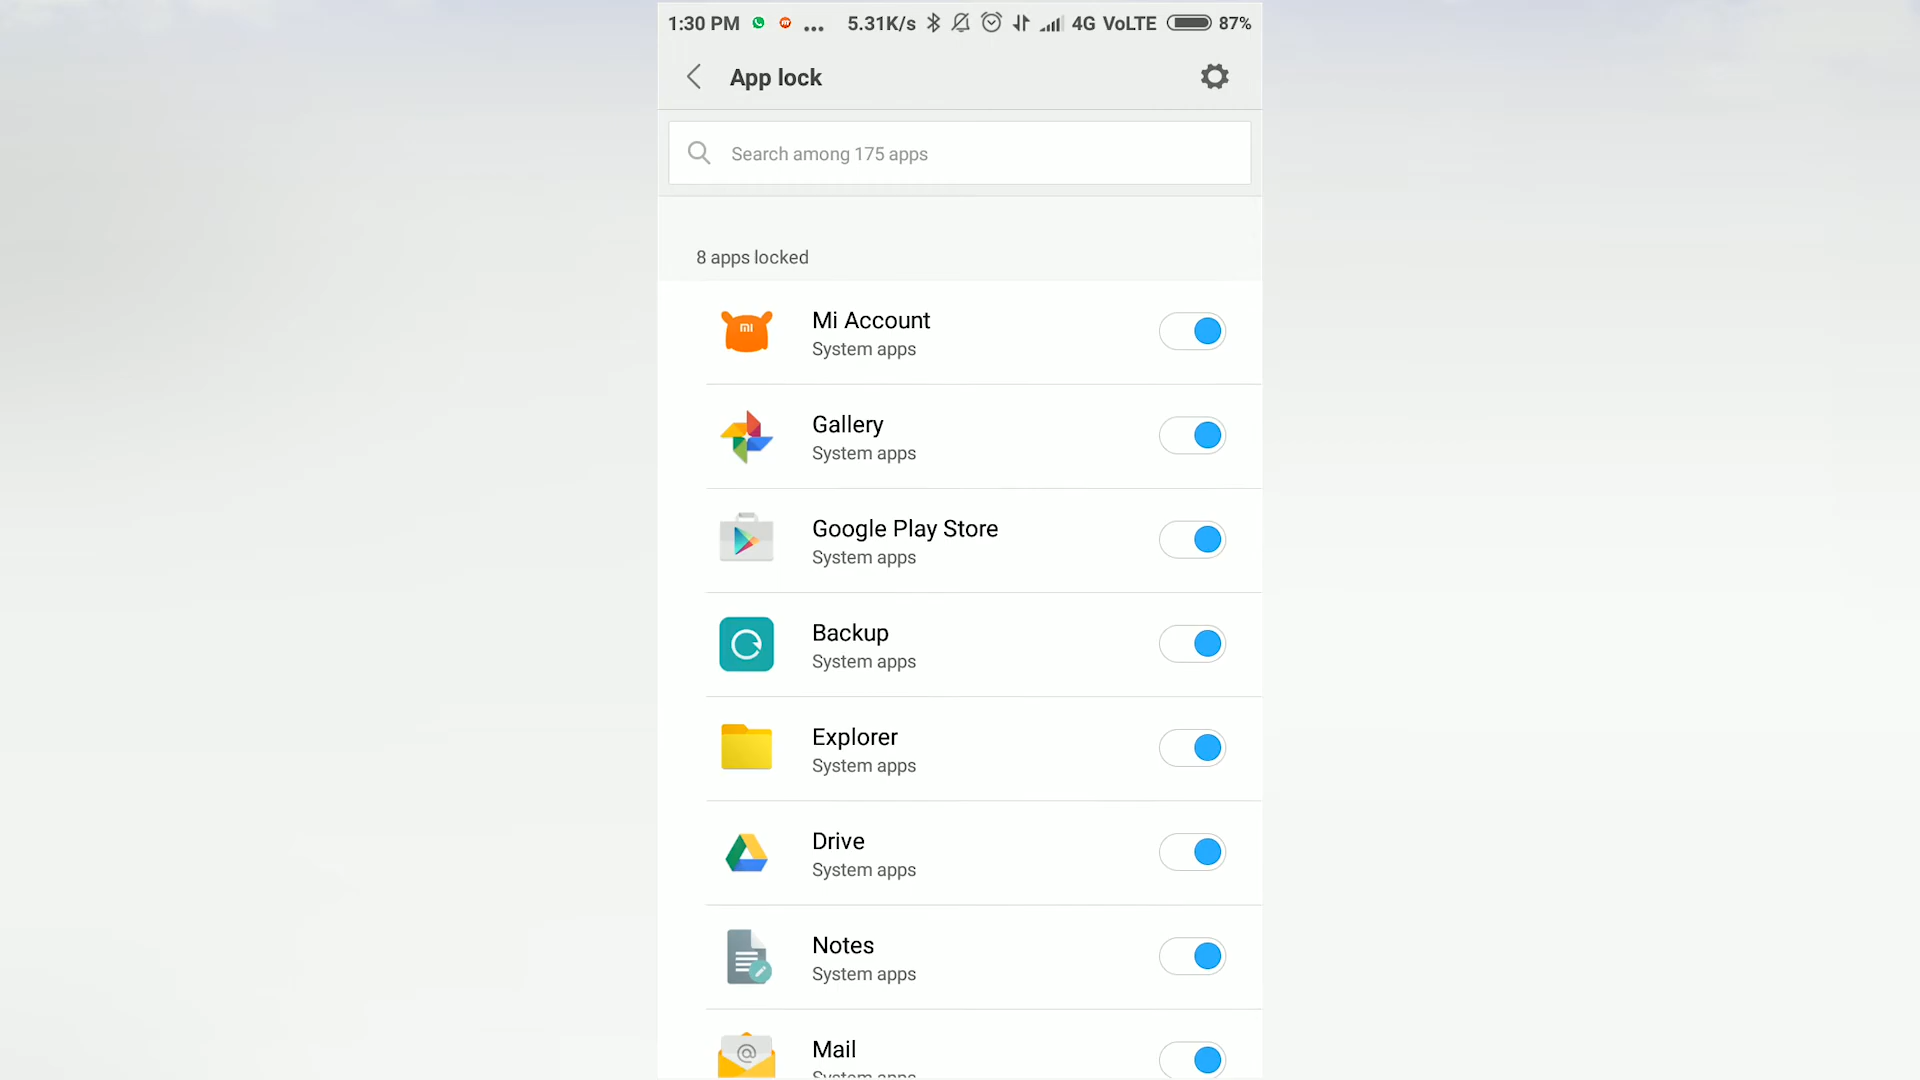 1:30 PM ... 5.31K/s 4G VoLTE 87%
App lock
Search among 175 apps
8 apps locked
Mi Account
System apps
Gallery
System apps
Google Play Store
System apps
Backup
System apps
Explorer
System apps
Drive
System apps
Notes
System apps
Mail
System apps